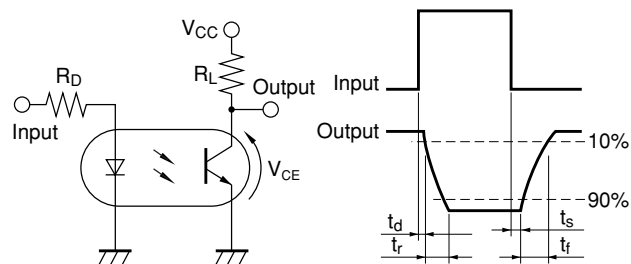 VCC
RD
RL
Output
Input
VCE
Input
Output
10%
90%
td
ts
tr
tf